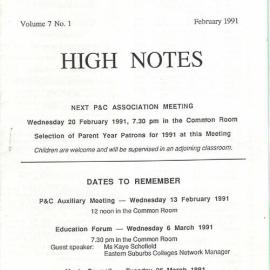 Volume 7 No. 1
February 1991
HIGH NOTES
NEXT P&C ASSOCIATION MEETING
Wednesday 20 February 1991, 7.30 pm in the Common Room
Selection of Parent Year Patrons for 1991 at this Meeting
Children are welcome and will be supervised in an adjoining classroom.
DATES TO REMEMBER
P&C Auxiliary Meeting — Wednesday 13 February 1991
12 noon in the Common Room
Education Forum — Wednesday 6 March 1991
7.30 pm in the Common Room
Guest speaker: Ms Kaye Schofield
Eastern Suburbs Colleges Network Manager